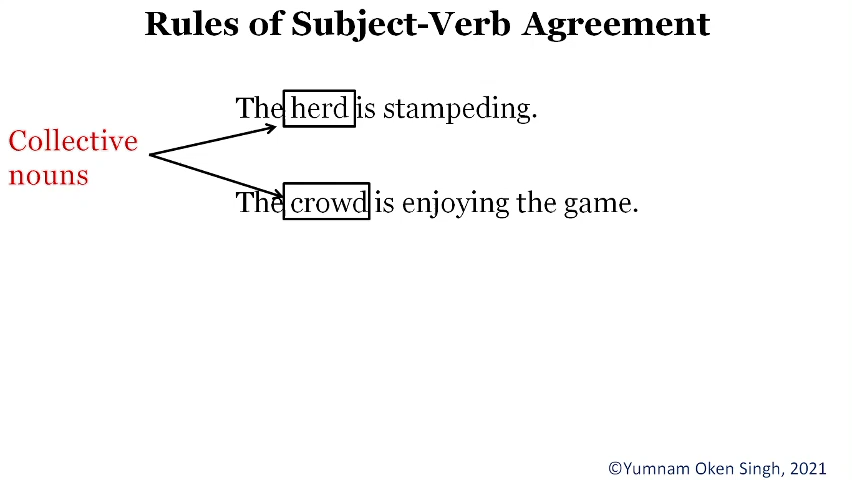 Rules of Subject-Verb Agreement
The herd is stampeding.
Collective
nouns
The crowd is enjoying the game.
©Yumnam Oken Singh, 2021